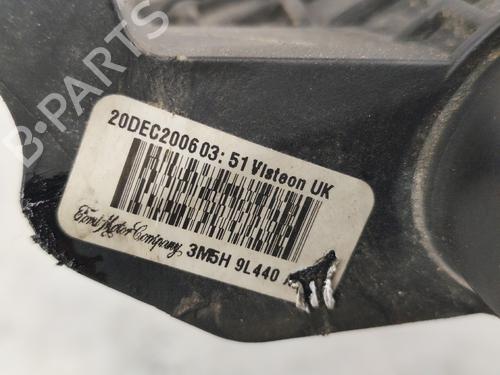 B-PARTS
20DEC2006 03:51 Visteon UK
Ford Motor Company 3M5H 9L440